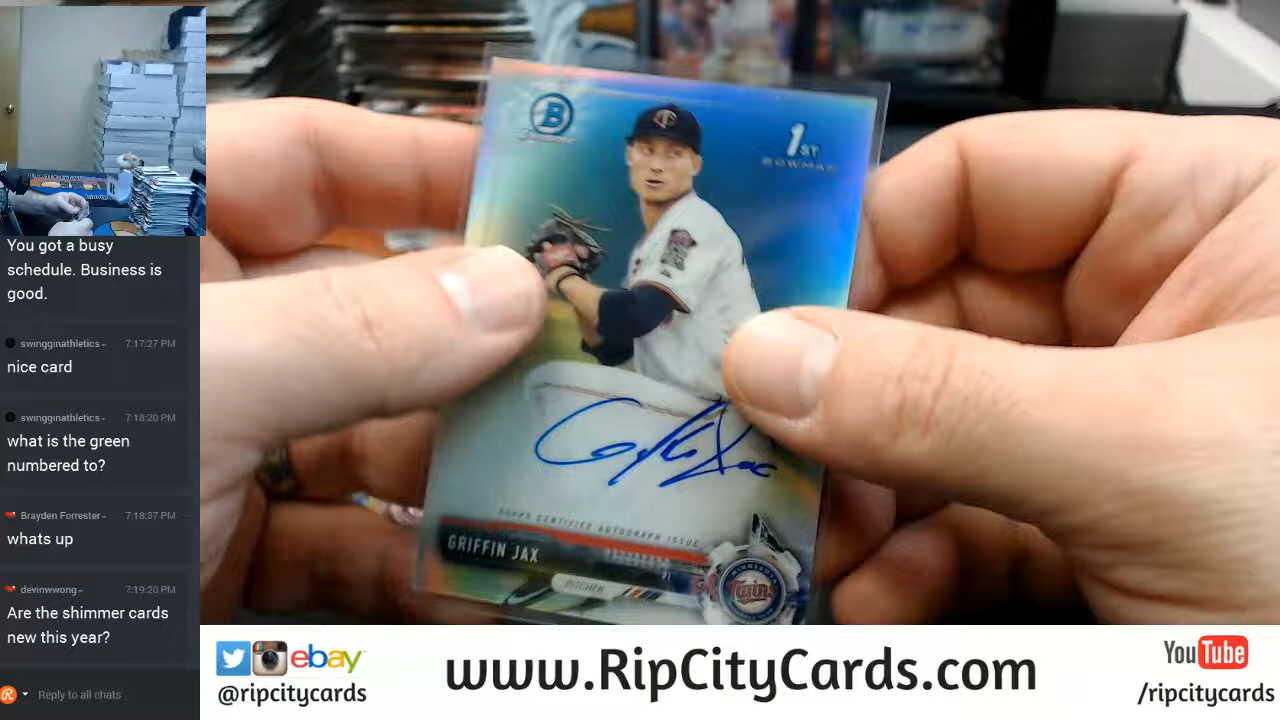 You got a busy
schedule. Business is
good.
swingginathletics - 7:17:27 PM
nice card
swingginathletics - 7:18:20 PM
what is the green
numbered to?
Brayden Forrester - 7:18:37 PM
whats up
devinwwong - 7:19:20 PM
Are the shimmer cards
new this year?
Reply to all chats
B
1ST
BOWMAN
TOPPS CERTIFIED AUTOGRAPH ISSUE
GRIFFIN JAX
PITCHER
MINNESOTA
Twins
ebay
@ripcitycards
www.RipCityCards.com
YouTube
/ripcitycards